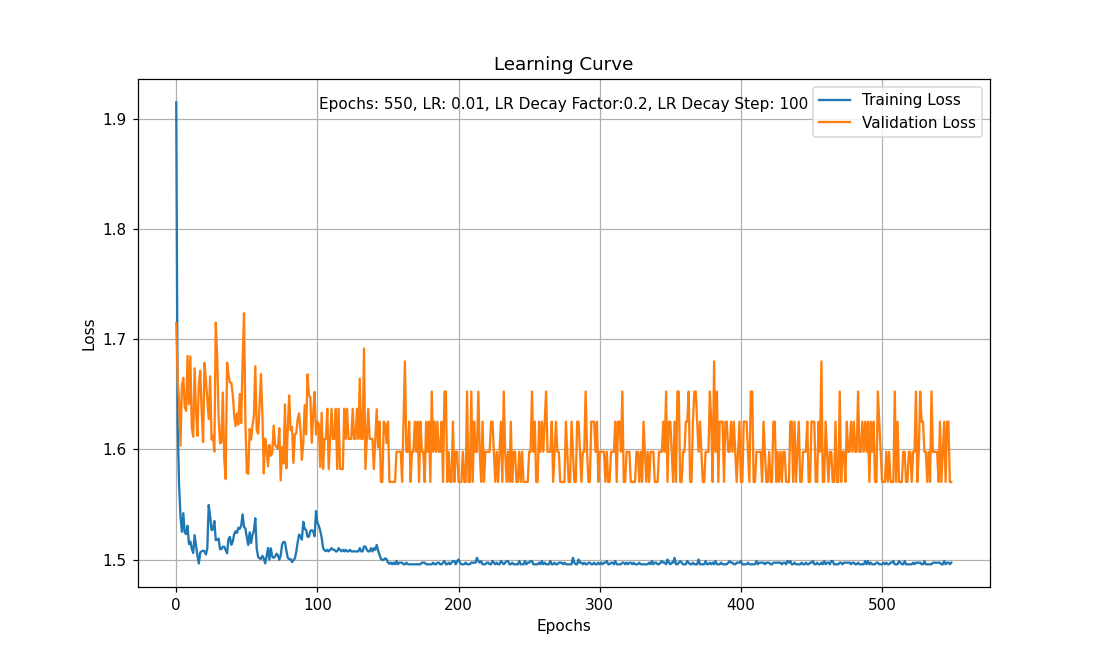 Learning Curve
Epochs: 550, LR: 0.01, LR Decay Factor:0.2, LR Decay Step: 100
Training Loss
Validation Loss
1.9
1.8
1.7
1.6
1.5
Loss
0 100 200 300 400 500
Epochs